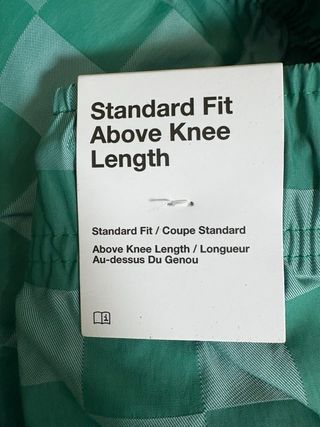 Standard Fit
Above Knee
Length
Standard Fit / Coupe Standard
Above Knee Length / Longueur
Au-dessus Du Genou